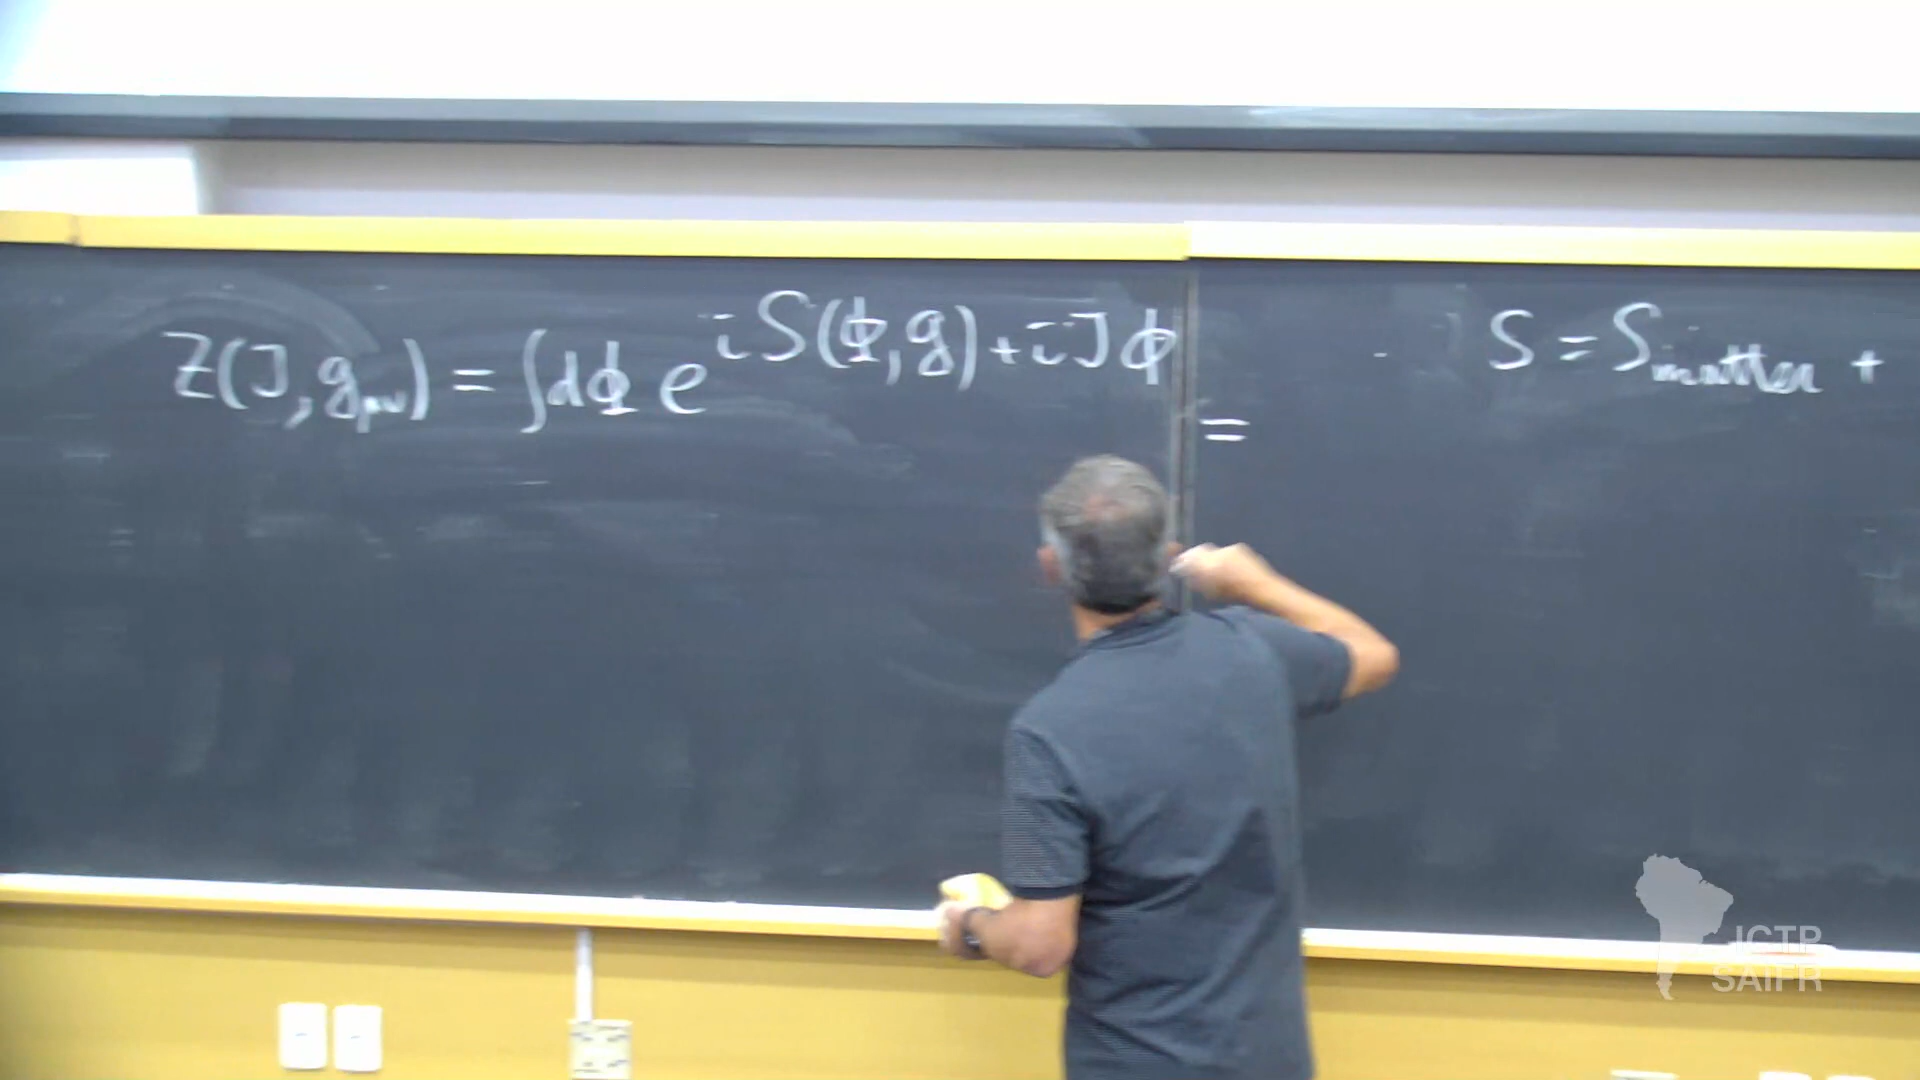 Z(J, g_μν) = ∫dΦ e^{iS(Φ,g)+iJΦ} =
S = S_matter +
ICTP
SAIFR